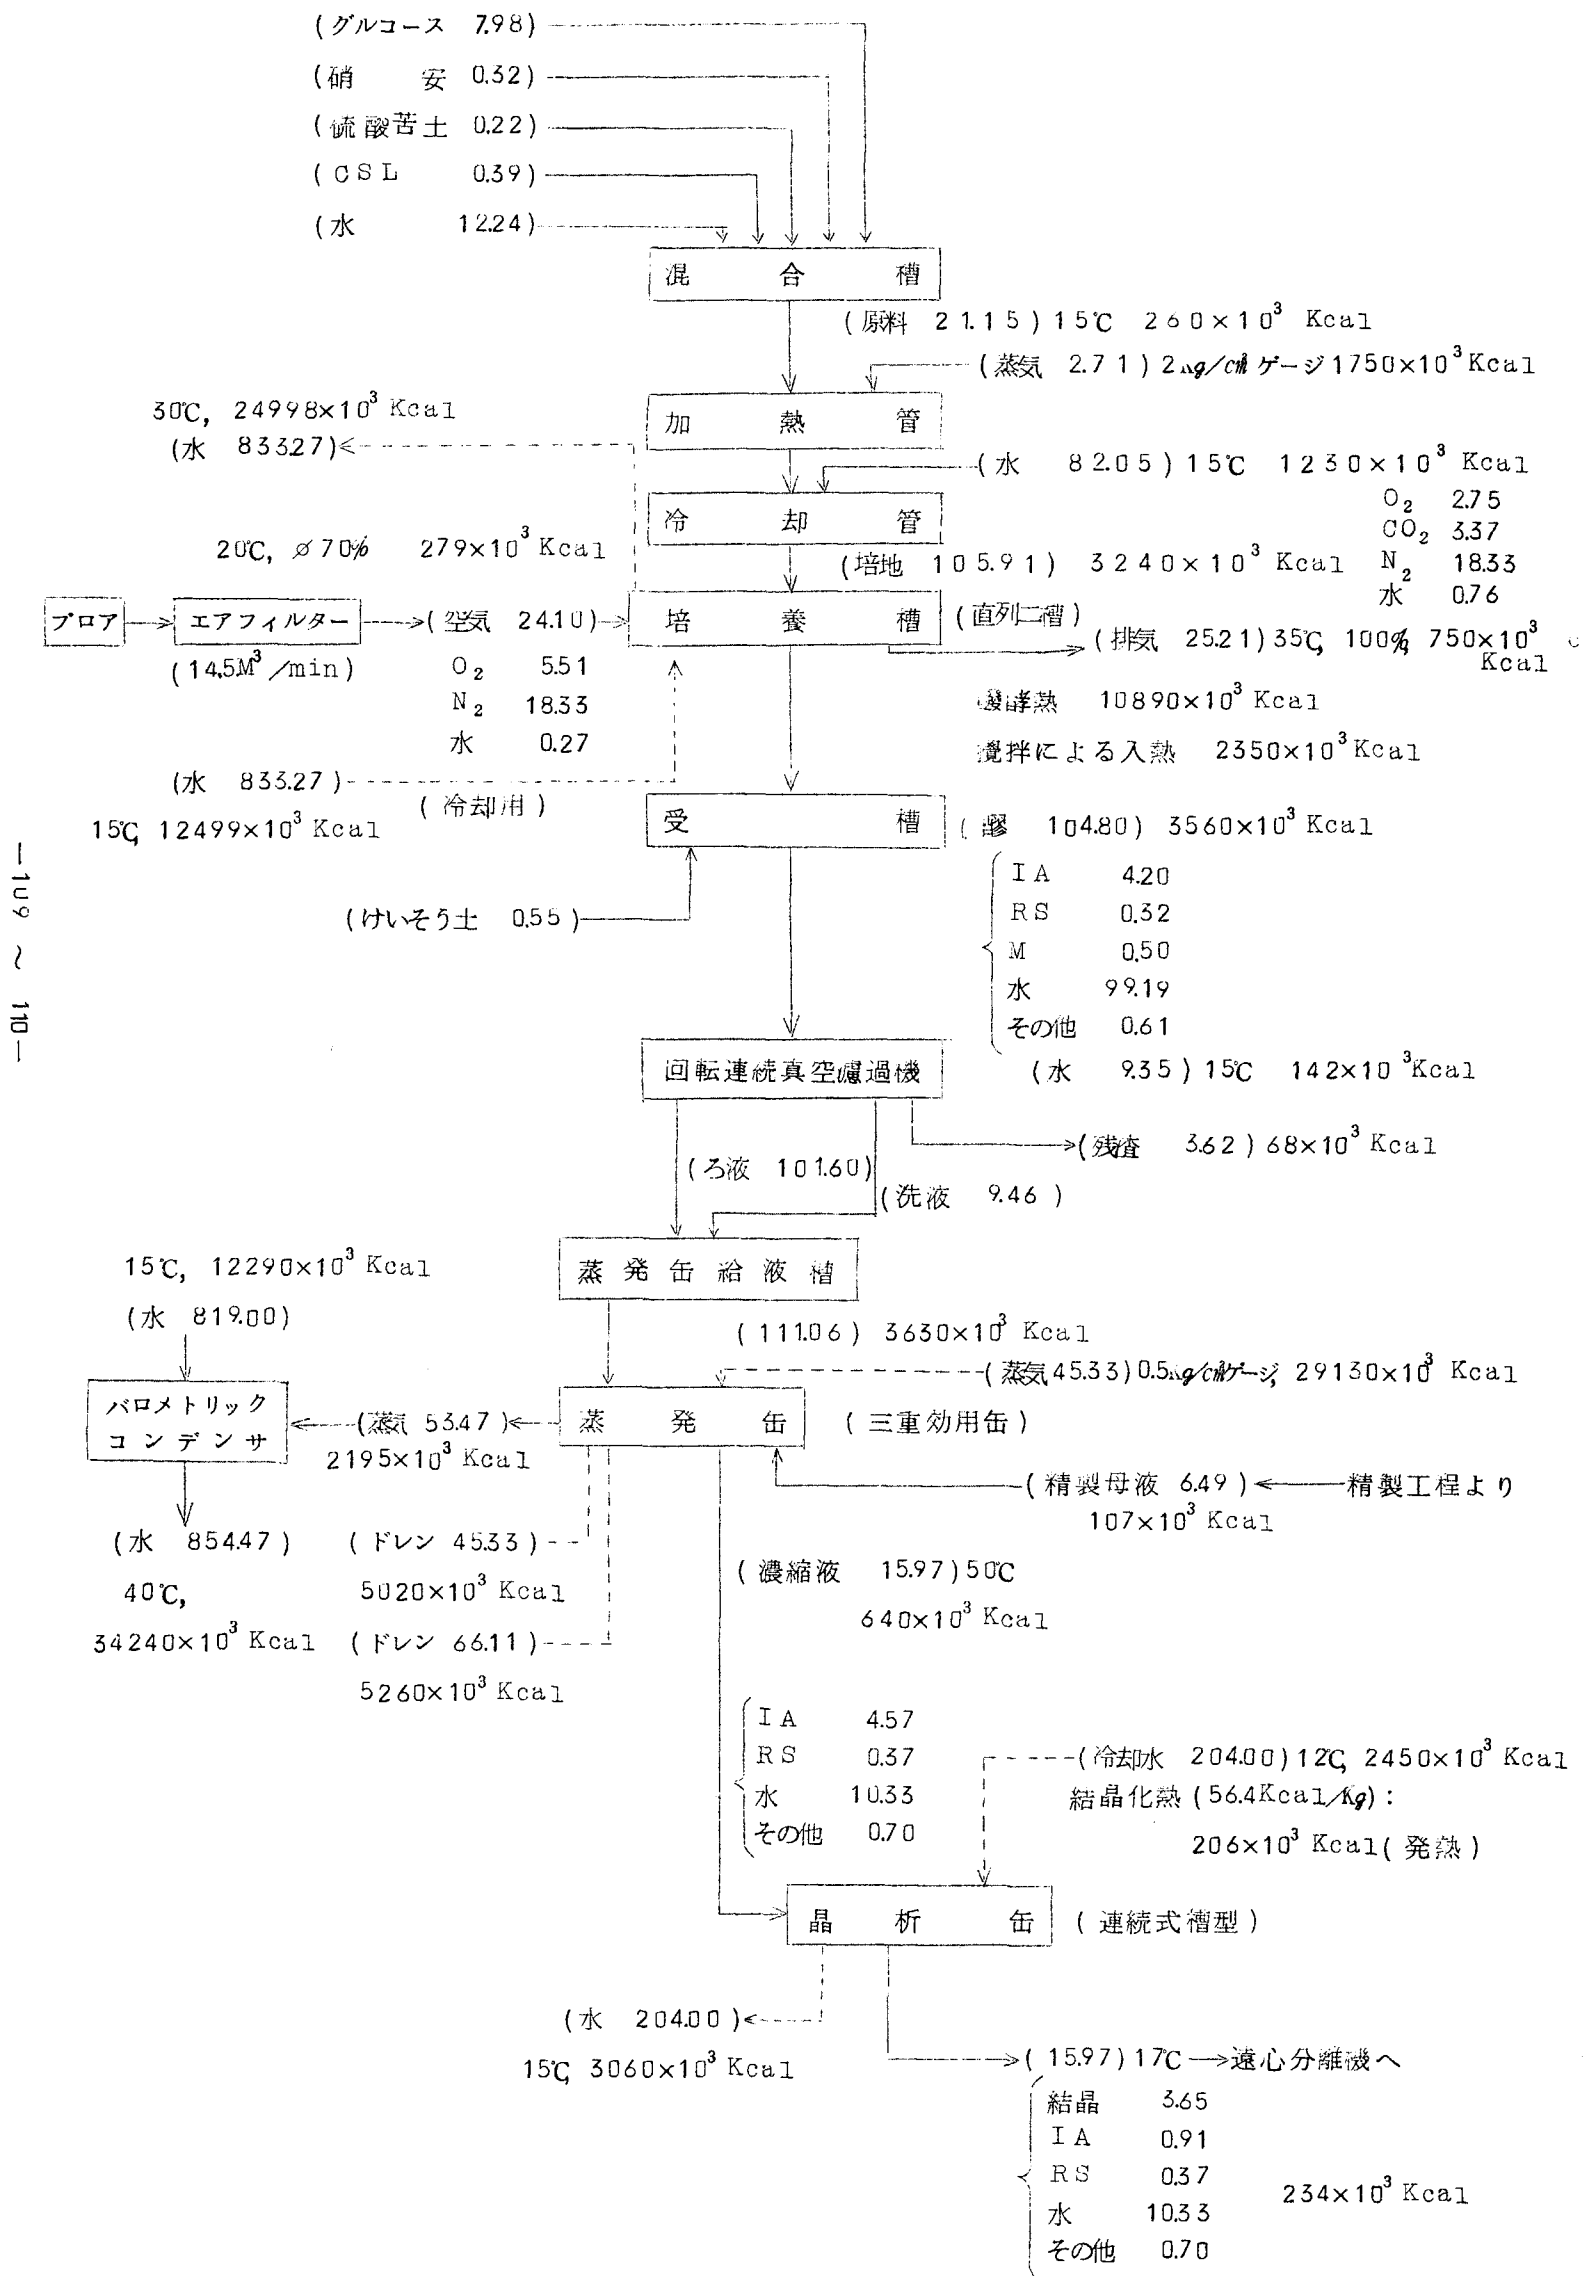 (グルコース 7.98)
(硝 安 0.32)
(硫酸苦土 0.22)
(CSL 0.39)
(水 12.24)
混 合 槽
(原料 21.15) 15℃ 260×10³ Kcal
(蒸気 2.71) 2Kg/cm²ゲージ 1750×10³ Kcal
30℃, 24998×10³ Kcal
加 熱 管
(水 833.27)
(水 82.05) 15℃ 1230×10³ Kcal
冷 却 管
O₂ 2.75
CO₂ 3.37
N₂ 18.33
水 0.76
20℃, φ70% 279×10³ Kcal
(培地 105.91) 3240×10³ Kcal
ブロア
エアフィルター
(空気 24.10)
培 養 槽
(直列二槽)
(排気 25.21) 35℃, 100%, 750×10³ Kcal
(14.5M³/min)
O₂ 5.51
N₂ 18.33
水 0.27
醱酵熱 10890×10³ Kcal
攪拌による入熱 2350×10³ Kcal
(水 833.27)
(冷却用)
15℃, 12499×10³ Kcal
受 槽
(醪 104.80) 3560×10³ Kcal
IA 4.20
RS 0.32
M 0.50
水 99.19
その他 0.61
(けいそう土 0.55)
—109 ~ 110—
回転連続真空濾過機
(水 9.35) 15℃ 142×10³ Kcal
(残渣 3.62) 68×10³ Kcal
(ろ液 101.60)
(洗液 9.46)
蒸発缶給液槽
15℃, 12290×10³ Kcal
(水 819.00)
(111.06) 3630×10³ Kcal
(蒸気 45.33) 0.5Kg/cm²ゲージ, 29130×10³ Kcal
バロメトリック
コンデンサ
(蒸気 53.47)
2195×10³ Kcal
蒸 発 缶
(三重効用缶)
(精製母液 6.49)
精製工程より
107×10³ Kcal
(水 854.47)
40℃,
34240×10³ Kcal
(ドレン 45.33)
5020×10³ Kcal
(ドレン 66.11)
5260×10³ Kcal
(濃縮液 15.97) 50℃
640×10³ Kcal
IA 4.57
RS 0.37
水 10.33
その他 0.70
(冷却水 204.00) 12℃, 2450×10³ Kcal
結晶化熱 (56.4Kcal/Kg):
206×10³ Kcal(発熱)
晶 析 缶
(連続式槽型)
(水 204.00)
15℃, 3060×10³ Kcal
(15.97) 17℃
遠心分離機へ
結晶 3.65
IA 0.91
RS 0.37
水 10.33
その他 0.70
234×10³ Kcal